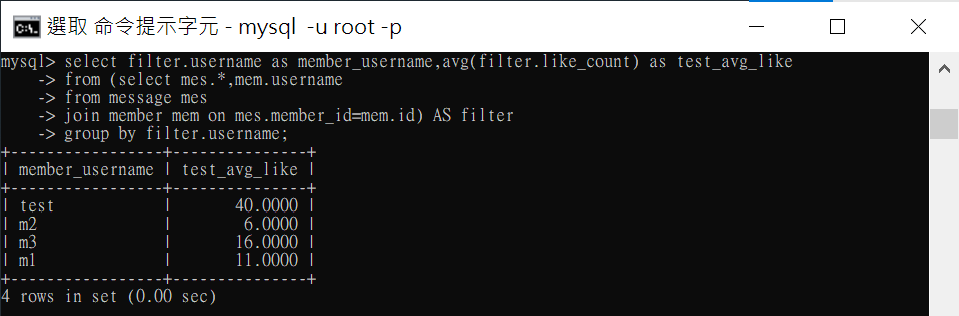 選取 命令提示字元 - mysql  -u root -p
mysql> select filter.username as member_username,avg(filter.like_count) as test_avg_like
    -> from (select mes.*,mem.username
    -> from message mes
    -> join member mem on mes.member_id=mem.id) AS filter
    -> group by filter.username;
+-----------------+---------------+
| member_username | test_avg_like |
+-----------------+---------------+
| test            |       40.0000 |
| m2              |        6.0000 |
| m3              |       16.0000 |
| m1              |       11.0000 |
+-----------------+---------------+
4 rows in set (0.00 sec)